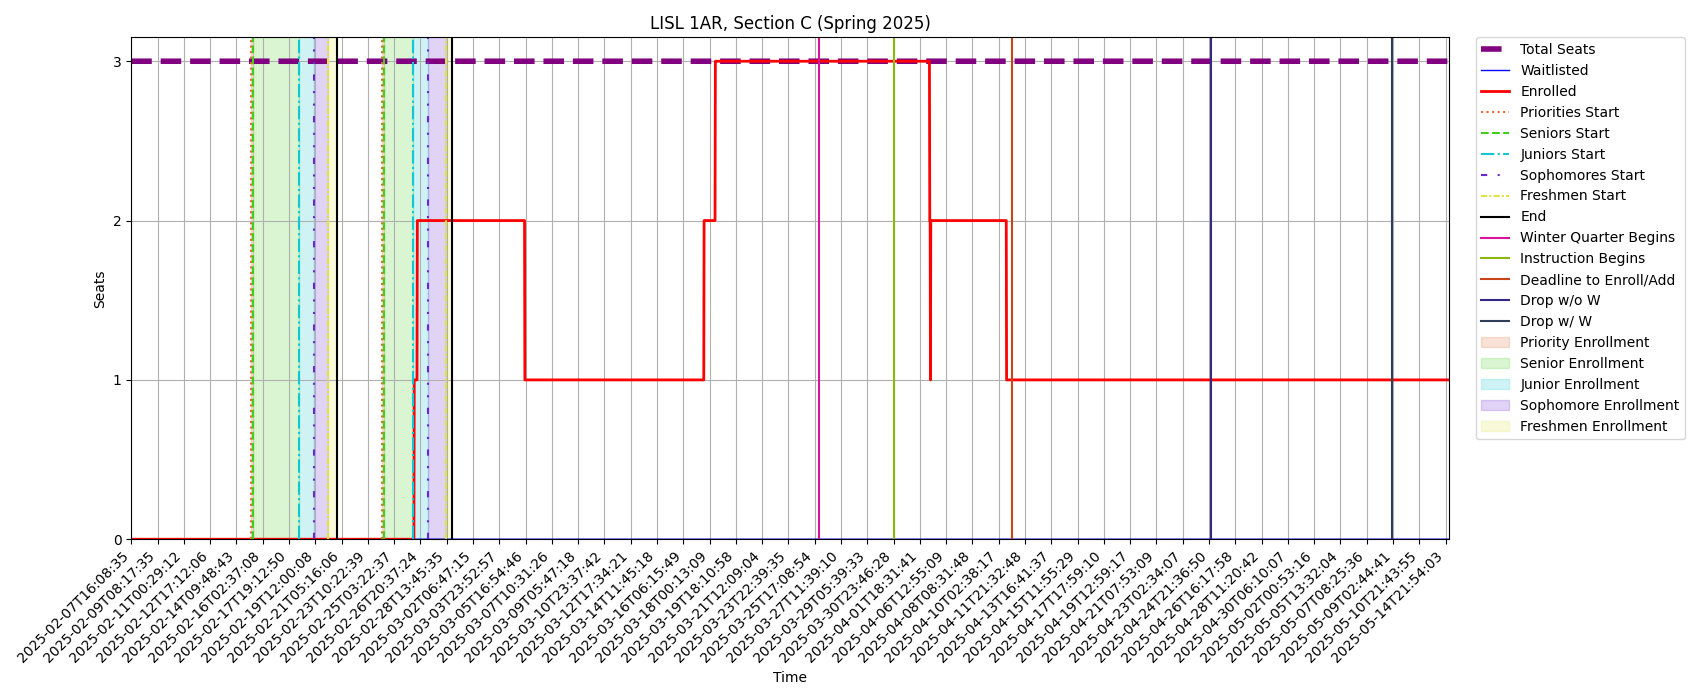 LISL 1AR, Section C (Spring 2025)
Seats
3
2
1
0
2025-02-07T16:08:35
2025-02-09T08:17:35
2025-02-11T00:29:12
2025-02-12T17:12:06
2025-02-14T09:48:43
2025-02-16T02:37:08
2025-02-17T19:12:50
2025-02-19T12:00:08
2025-02-21T05:16:06
2025-02-23T10:22:39
2025-02-25T03:22:37
2025-02-26T20:37:24
2025-02-28T13:45:35
2025-03-02T06:47:15
2025-03-03T23:52:57
2025-03-05T16:54:46
2025-03-07T10:31:26
2025-03-09T05:47:18
2025-03-10T23:37:42
2025-03-12T17:34:21
2025-03-14T11:45:18
2025-03-16T06:15:49
2025-03-18T00:13:09
2025-03-19T18:10:58
2025-03-21T12:09:04
2025-03-23T22:39:35
2025-03-25T17:08:54
2025-03-27T11:39:10
2025-03-29T05:39:33
2025-03-30T23:46:28
2025-04-01T18:31:41
2025-04-06T12:55:09
2025-04-08T08:31:48
2025-04-10T02:38:17
2025-04-11T21:32:48
2025-04-13T16:41:37
2025-04-15T11:55:29
2025-04-17T17:59:10
2025-04-19T12:59:17
2025-04-21T07:53:09
2025-04-23T02:34:07
2025-04-24T21:36:50
2025-04-26T16:17:58
2025-04-28T11:20:42
2025-04-30T06:10:07
2025-05-02T00:53:16
2025-05-05T13:32:04
2025-05-07T08:25:36
2025-05-09T02:44:41
2025-05-10T21:43:55
2025-05-14T21:54:03
Time
Total Seats
Waitlisted
Enrolled
Priorities Start
Seniors Start
Juniors Start
Sophomores Start
Freshmen Start
End
Winter Quarter Begins
Instruction Begins
Deadline to Enroll/Add
Drop w/o W
Drop w/ W
Priority Enrollment
Senior Enrollment
Junior Enrollment
Sophomore Enrollment
Freshmen Enrollment